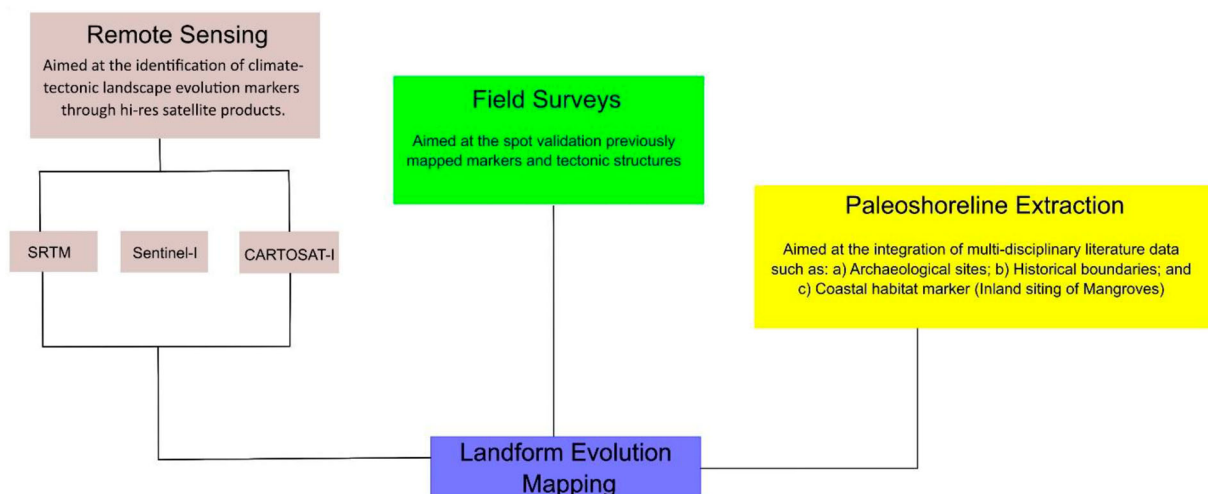 Remote Sensing
Aimed at the identification of climate-
tectonic landscape evolution markers
through hi-res satellite products.
SRTM
Sentinel-I
CARTOSAT-I
Field Surveys
Aimed at the spot validation previously
mapped markers and tectonic structures
Paleoshoreline Extraction
Aimed at the integration of multi-disciplinary literature data
such as: a) Archaeological sites; b) Historical boundaries; and
c) Coastal habitat marker (Inland siting of Mangroves)
Landform Evolution
Mapping